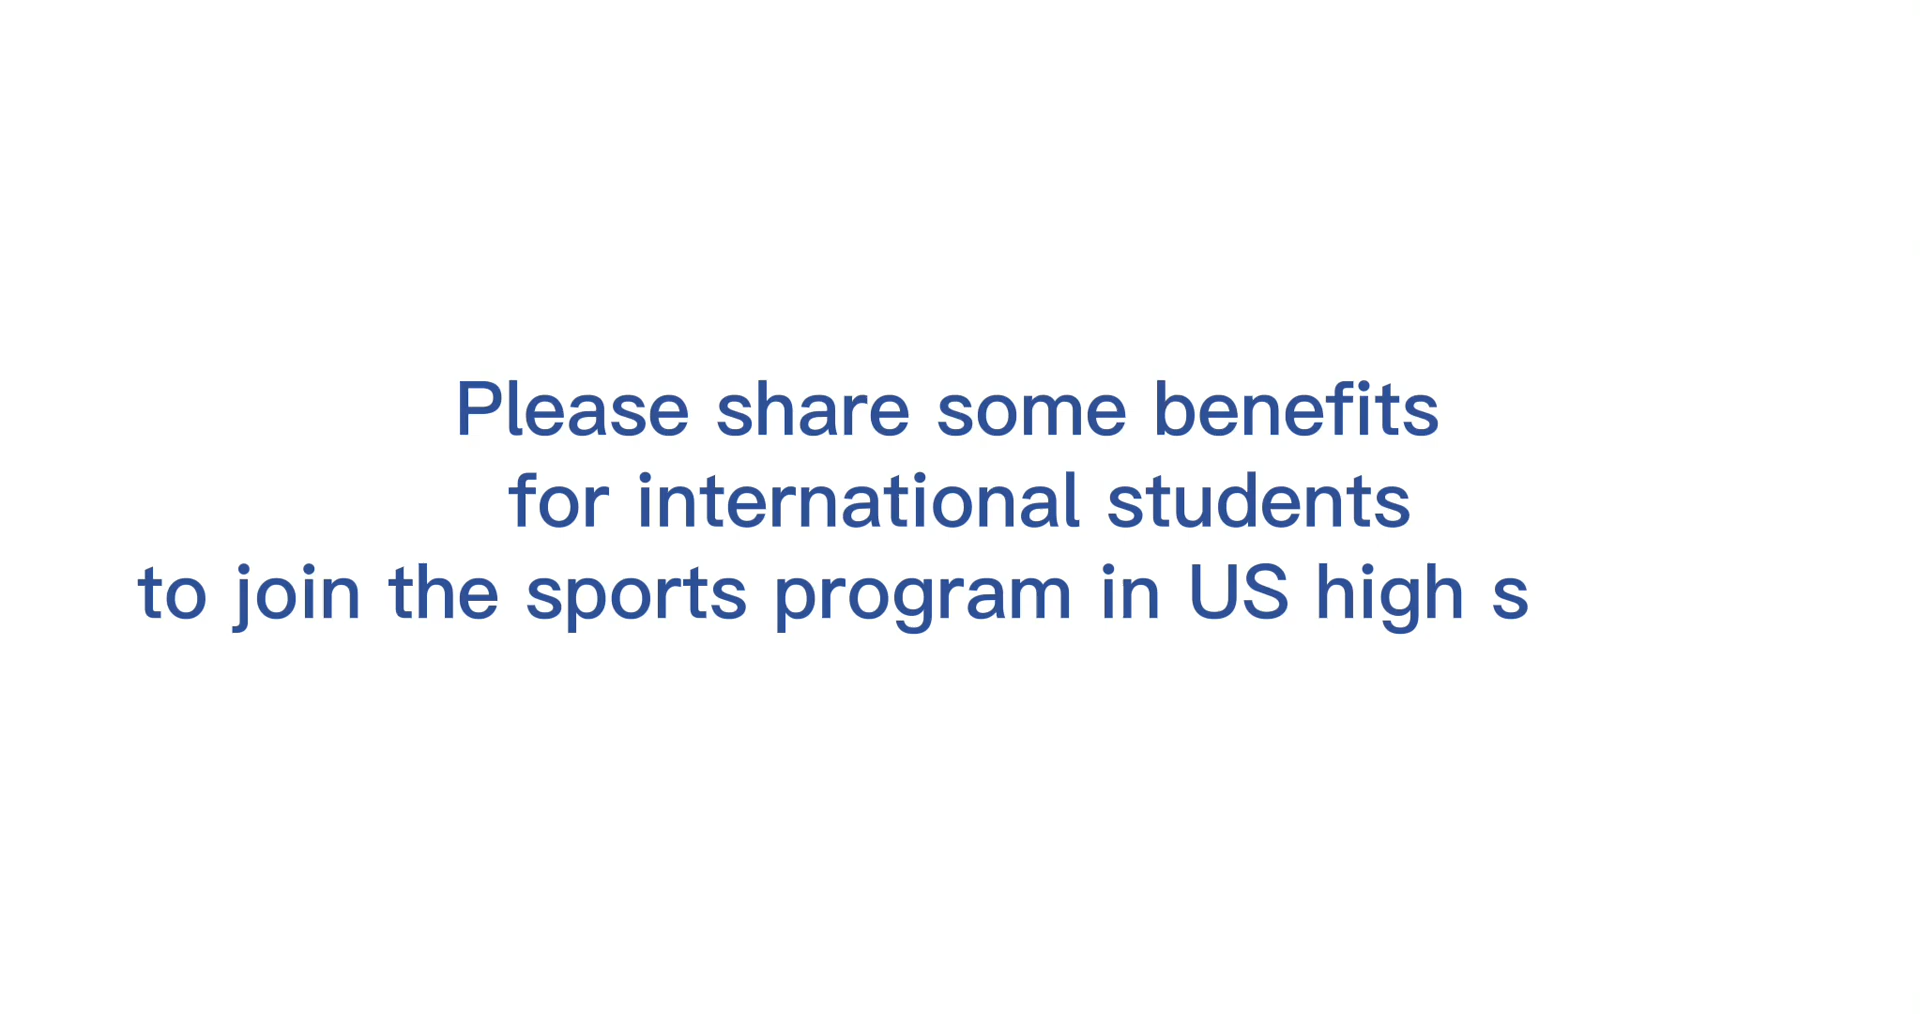 Please share some benefits
for international students
to join the sports program in US high s